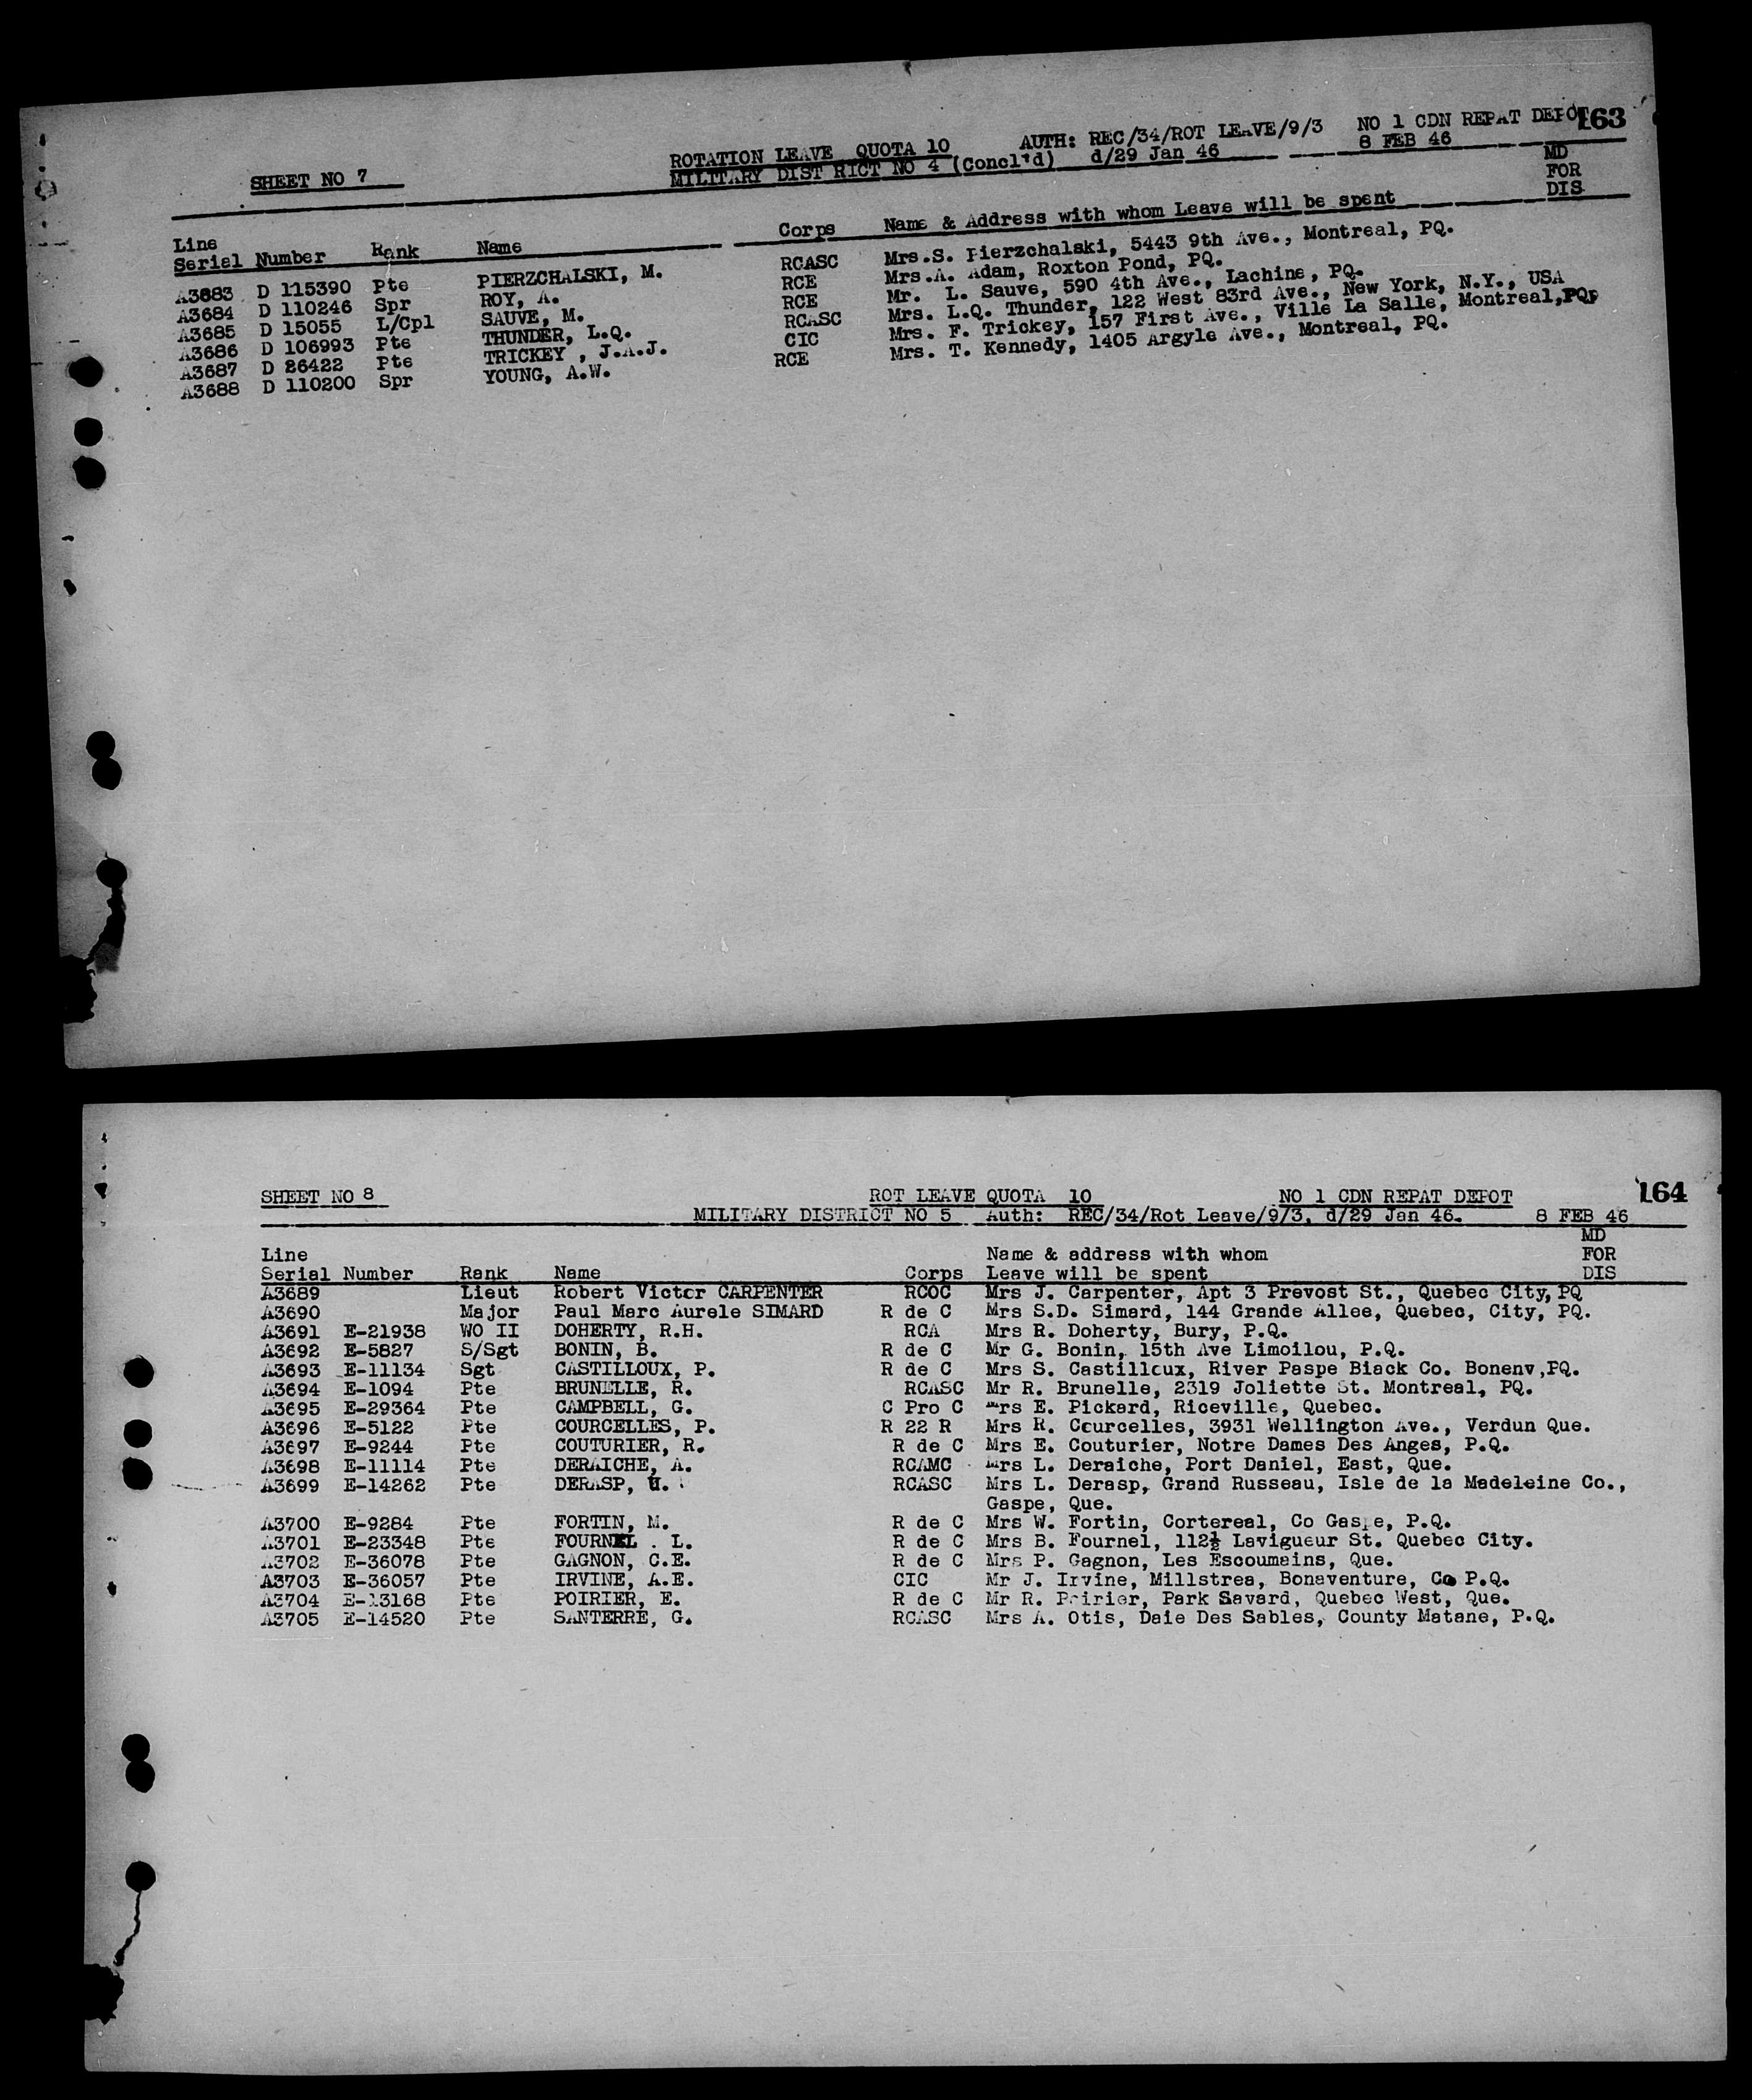 163
SHEET NO 7 ROTATION LEAVE QUOTA 10 AUTH: REC/34/ROT LEAVE/9/3 NO 1 CDN REPAT DEPOT
MILITARY DIST RICT NO 4 (Concl'd) d/29 Jan 46 8 FEB 46
MD
FOR
DIS
Line
Serial Number Rank Name Corps Name & Address with whom Leave will be spent
A3683 D 115390 Pte PIERZCHALSKI, M. RCASC Mrs.S. Pierzchalski, 5443 9th Ave., Montreal, PQ.
A3684 D 110246 Spr ROY, A. RCE Mrs.A. Adam, Roxton Pond, PQ.
A3685 D 15055 L/Cpl SAUVE, M. RCE Mr. L. Sauve, 590 4th Ave., Lachine, PQ.
A3686 D 106993 Pte THUNDER, L.Q. RCASC Mrs. L.Q. Thunder, 122 West 83rd Ave., New York, N.Y., USA
A3687 D 26422 Pte TRICKEY , J.A.J. CIC Mrs. F. Trickey, 157 First Ave., Ville La Salle, Montreal,PQ
A3688 D 110200 Spr YOUNG, A.W. RCE Mrs. T. Kennedy, 1405 Argyle Ave., Montreal, PQ.
164
SHEET NO 8 ROT LEAVE QUOTA 10 NO 1 CDN REPAT DEPOT
MILITARY DISTRICT NO 5 Auth: REC/34/Rot Leave/9/3, d/29 Jan 46. 8 FEB 46
MD
Line Name & address with whom FOR
Serial Number Rank Name Corps Leave will be spent DIS
A3689 Lieut Robert Victor CARPENTER RCOC Mrs J. Carpenter, Apt 3 Prevost St., Quebec City, PQ
A3690 Major Paul Marc Aurele SIMARD R de C Mrs S.D. Simard, 144 Grande Allee, Quebec, City, PQ.
A3691 E-21938 WO II DOHERTY, R.H. RCA Mrs R. Doherty, Bury, P.Q.
A3692 E-5827 S/Sgt BONIN, B. R de C Mr G. Bonin, 15th Ave Limoilou, P.Q.
A3693 E-11134 Sgt CASTILLOUX, P. R de C Mrs S. Castilloux, River Paspe Biack Co. Bonenv,PQ.
A3694 E-1094 Pte BRUNELLE, R. RCASC Mr R. Brunelle, 2319 Joliette St. Montreal, PQ.
A3695 E-29364 Pte CAMPBELL, G. C Pro C Mrs E. Pickard, Riceville, Quebec.
A3696 E-5122 Pte COURCELLES, P. R 22 R Mrs R. Courcelles, 3931 Wellington Ave., Verdun Que.
A3697 E-9244 Pte COUTURIER, R. R de C Mrs E. Couturier, Notre Dames Des Anges, P.Q.
A3698 E-11114 Pte DERAICHE, A. RCAMC Mrs L. Deraiche, Port Daniel, East, Que.
A3699 E-14262 Pte DERASP, U. RCASC Mrs L. Derasp, Grand Russeau, Isle de la Madeleine Co.,
Gaspe, Que.
A3700 E-9284 Pte FORTIN, M. R de C Mrs W. Fortin, Cortereal, Co Gaspe, P.Q.
A3701 E-23348 Pte FOURNEL . L. R de C Mrs B. Fournel, 112½ Lavigueur St. Quebec City.
A3702 E-36078 Pte GAGNON, C.E. R de C Mrs P. Gagnon, Les Escoumains, Que.
A3703 E-36057 Pte IRVINE, A.E. CIC Mr J. Irvine, Millstrea, Bonaventure, Co P.Q.
A3704 E-13168 Pte POIRIER, E. R de C Mr R. Poirier, Park Savard, Quebec West, Que.
A3705 E-14520 Pte SANTERRE, G. RCASC Mrs A. Otis, Daie Des Sables, County Matane, P.Q.